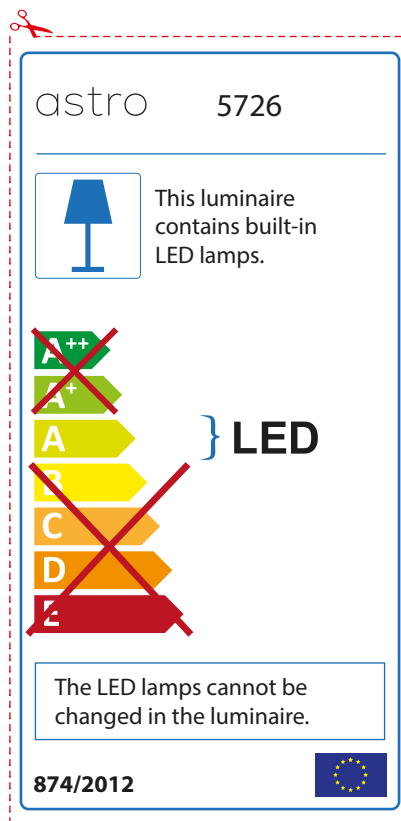 astro 5726
This luminaire
contains built-in
LED lamps.
A++
A+
A
LED
B
C
D
E
The LED lamps cannot be
changed in the luminaire.
874/2012